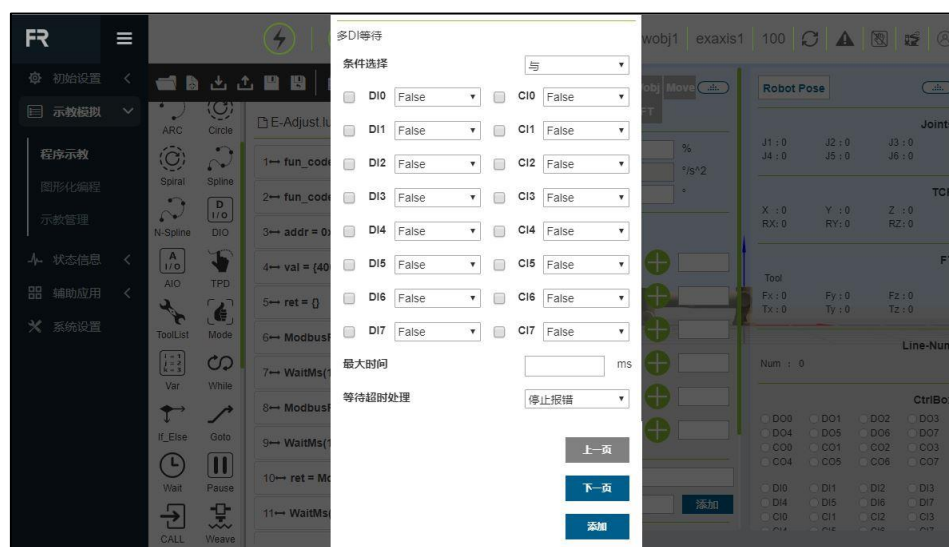 FR
初始设置
示教模拟
程序示教
图形化编程
示教管理
状态信息
辅助应用
系统设置
ARC
Circle
Spiral
Spline
N-Spline
DIO
AIO
TPD
ToolList
Mode
Var
While
If_Else
Goto
Wait
Pause
CALL
Weave
E-Adjust.lu
1 fun_code
2 fun_code
3 addr = 0x
4 val = {40
5 ret = {}
6 Modbus
7 WaitMs(1
8 Modbus
9 WaitMs(1
10 ret = Mo
11 WaitMs(
多DI等待
条件选择 与
DI0 False CI0 False
DI1 False CI1 False
DI2 False CI2 False
DI3 False CI3 False
DI4 False CI4 False
DI5 False CI5 False
DI6 False CI6 False
DI7 False CI7 False
最大时间 ms
等待超时处理 停止报错
上一页
下一页
添加
wobj1 exaxis1 100
obj Move
FT
%
°/s^2
°
添加
Robot Pose
Joint
J1 : 0 J2 : 0 J3 : 0
J4 : 0 J5 : 0 J6 : 0
TC
X : 0 Y : 0 Z : 0
RX: 0 RY: 0 RZ: 0
F
Tool
Fx : 0 Fy : 0 Fz : 0
Tx : 0 Ty : 0 Tz : 0
Line-Num
Num : 0
CtrlBo
DO0 DO1 DO2 DO3
DO4 DO5 DO6 DO7
CO0 CO1 CO2 CO3
CO4 CO5 CO6 CO7
DI0 DI1 DI2 DI3
DI4 DI5 DI6 DI7
CI0 CI1 CI2 CI3
CI4 CI5 CI6 CI7